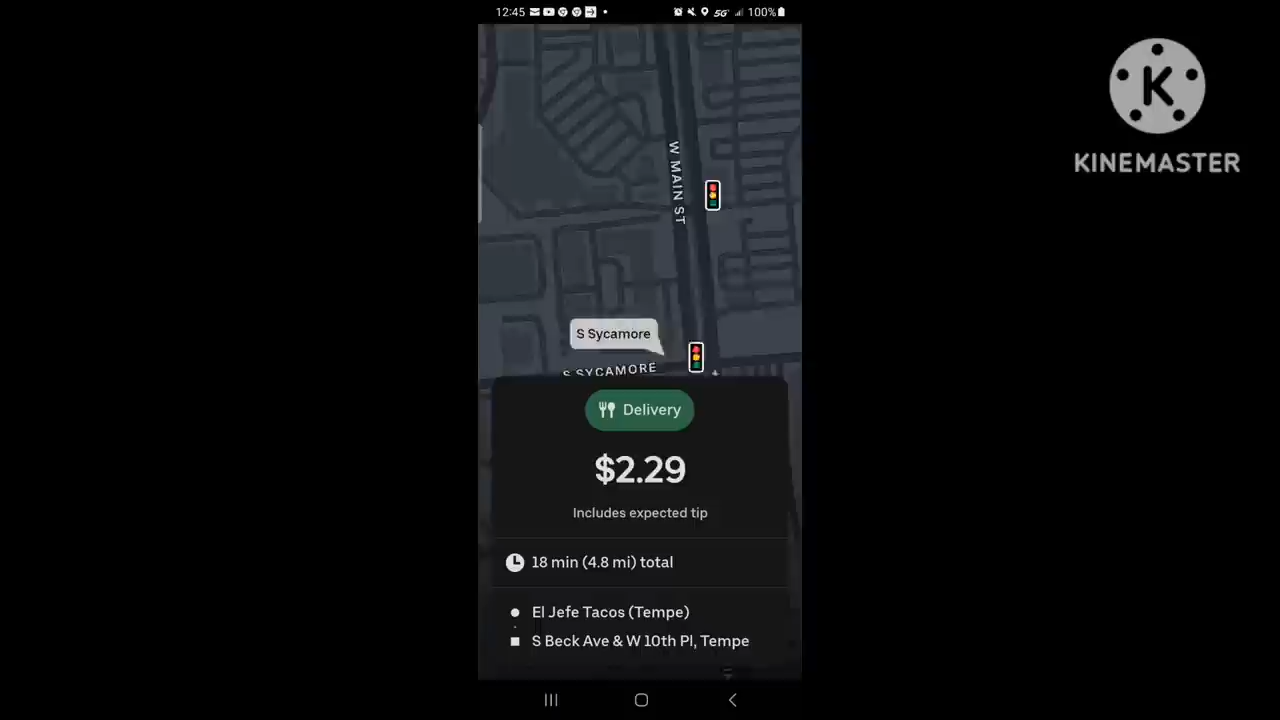 12:45
5G
100%
K
KINEMASTER
W MAIN ST
S Sycamore
S SYCAMORE
Delivery
$2.29
Includes expected tip
18 min (4.8 mi) total
El Jefe Tacos (Tempe)
S Beck Ave & W 10th Pl, Tempe